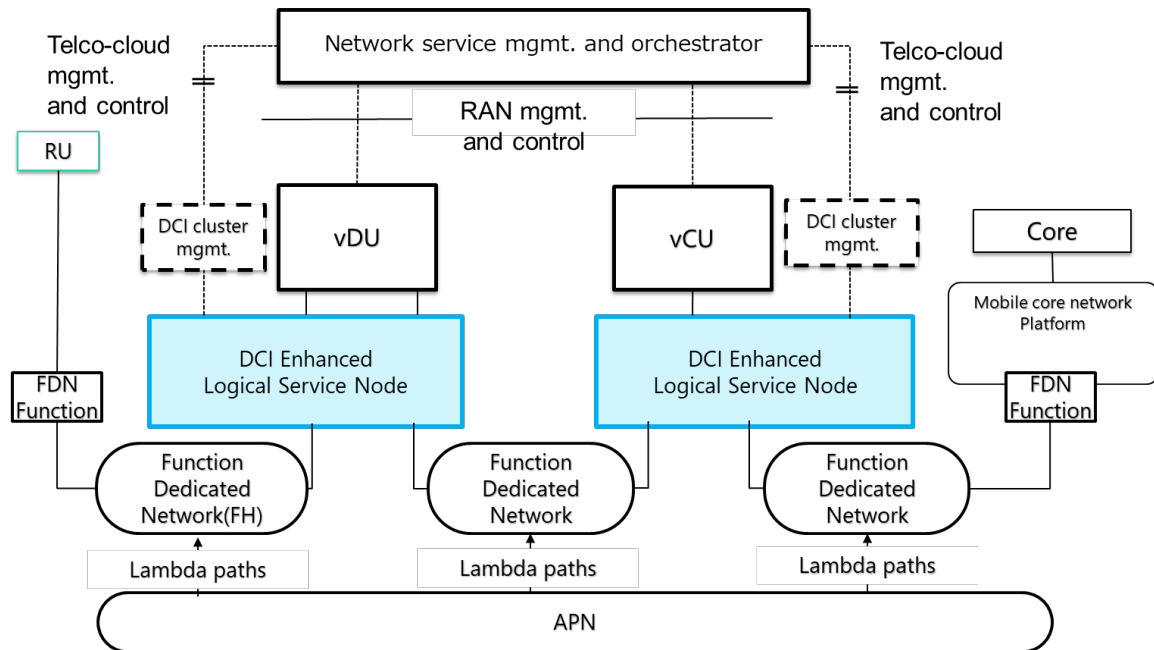 Network service mgmt. and orchestrator
Telco-cloud
mgmt.
and control
Telco-cloud
mgmt.
and control
RAN mgmt.
and control
RU
DCI cluster
mgmt.
vDU
vCU
DCI cluster
mgmt.
Core
Mobile core network
Platform
DCI Enhanced
Logical Service Node
DCI Enhanced
Logical Service Node
FDN
Function
FDN
Function
Function
Dedicated
Network(FH)
Function
Dedicated
Network
Function
Dedicated
Network
Lambda paths
Lambda paths
Lambda paths
APN